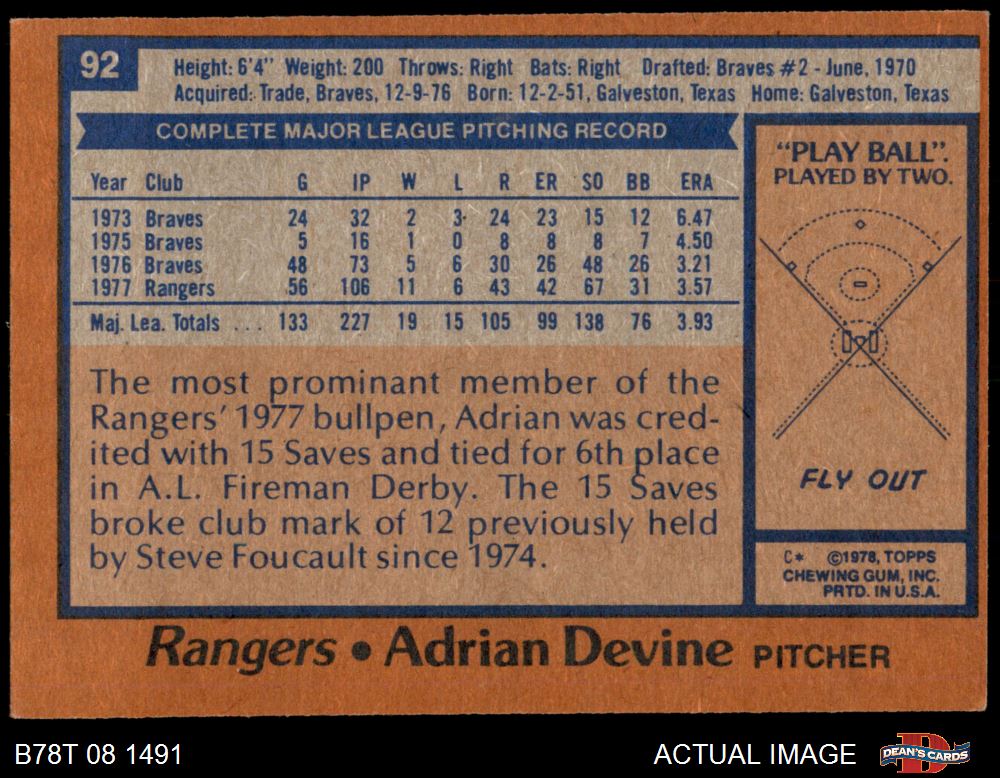 92
Height: 6'4" Weight: 200 Throws: Right Bats: Right Drafted: Braves #2 - June, 1970
Acquired: Trade, Braves, 12-9-76 Born: 12-2-51, Galveston, Texas Home: Galveston, Texas
COMPLETE MAJOR LEAGUE PITCHING RECORD
Year Club G IP W L R ER SO BB ERA
1973 Braves 24 32 2 3 24 23 15 12 6.47
1975 Braves 5 16 1 0 8 8 8 7 4.50
1976 Braves 48 73 5 6 30 26 48 26 3.21
1977 Rangers 56 106 11 6 43 42 67 31 3.57
Maj. Lea. Totals ... 133 227 19 15 105 99 138 76 3.93
The most prominant member of the
Rangers' 1977 bullpen, Adrian was cred-
ited with 15 Saves and tied for 6th place
in A.L. Fireman Derby. The 15 Saves
broke club mark of 12 previously held
by Steve Foucault since 1974.
"PLAY BALL".
PLAYED BY TWO.
FLY OUT
C* ©1978, TOPPS
CHEWING GUM, INC.
PRTD. IN U.S.A.
Rangers • Adrian Devine PITCHER
B78T 08 1491
ACTUAL IMAGE
D
DEAN'S CARDS